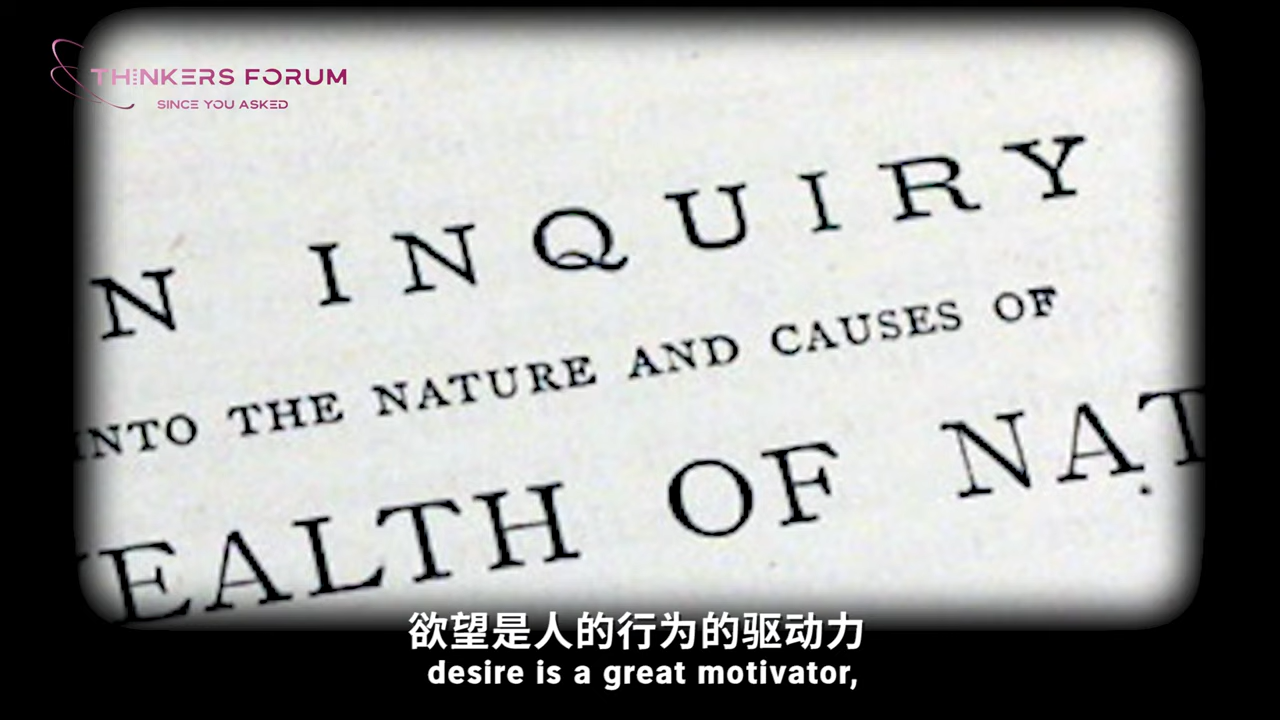 THINKERS FORUM
SINCE YOU ASKED
N INQUIRY
INTO THE NATURE AND CAUSES OF
EALTH OF NAT
欲望是人的行为的驱动力
desire is a great motivator,